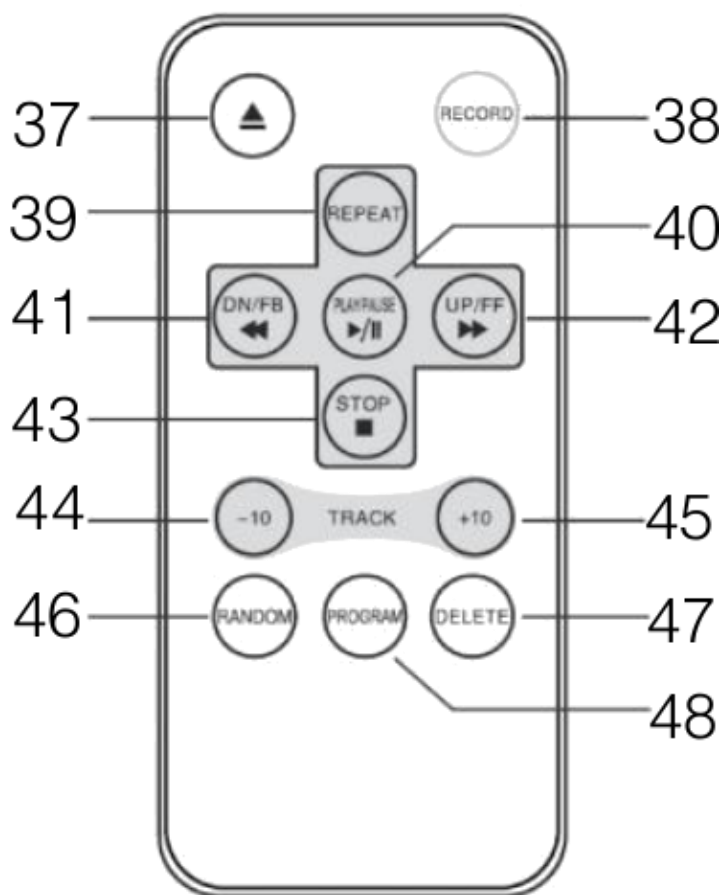 37
RECORD
38
39
REPEAT
40
41
DN/FB
PLAY/PAUSE
UP/FF
42
43
STOP
44
-10
TRACK
+10
45
46
RANDOM
PROGRAM
DELETE
47
48